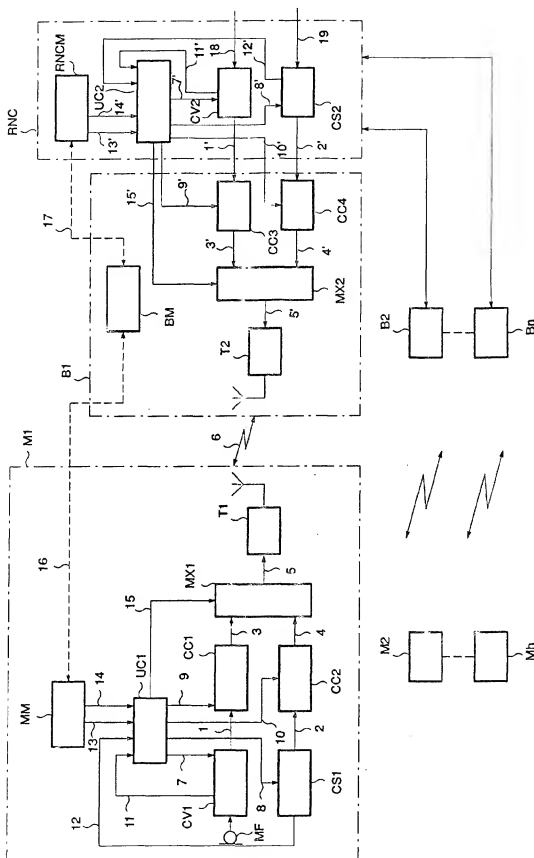 RNC
RNCM
UC2
14'
13'
11'
18
12'
19
7'
CV2
8'
CS2
1'
10'
2'
17
15'
9'
CC3
CC4
3'
4'
BM
MX2
5'
B1
T2
6
B2
Bn
M1
16
T1
MX1
5
15
UC1
CC1
3
4
MM
14
13
9
10
1
CC2
2
12
11
7
8
CV1
MF
CS1
M2
Mh